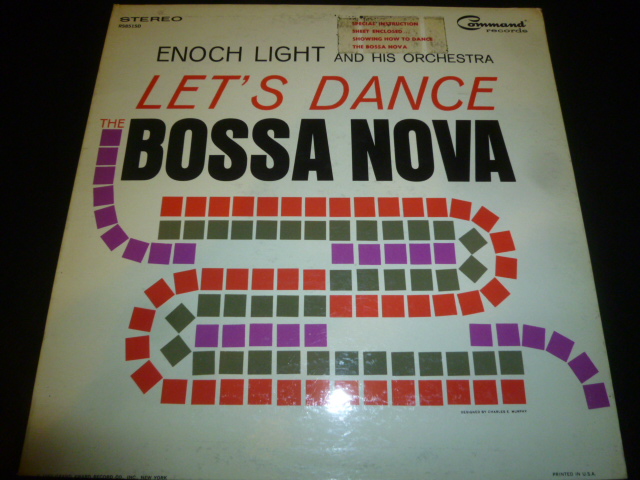 STEREO
Command
records
SPECIAL INSTRUCTION
SHEET ENCLOSED...
SHOWING HOW TO DANCE
THE BOSSA NOVA
ENOCH LIGHT AND HIS ORCHESTRA
LET'S DANCE
THE BOSSA NOVA
DESIGNED BY CHARLES E. MURPHY
PRINTED IN U.S.A.